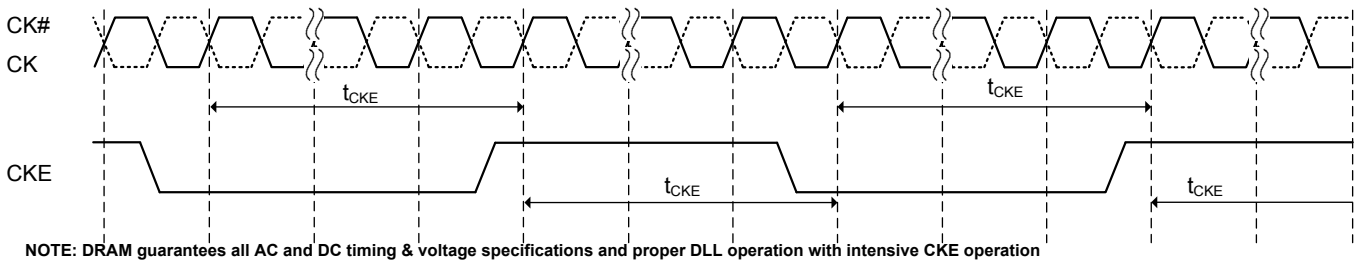 CK#
CK
tCKE
tCKE
CKE
tCKE
tCKE
NOTE: DRAM guarantees all AC and DC timing & voltage specifications and proper DLL operation with intensive CKE operation